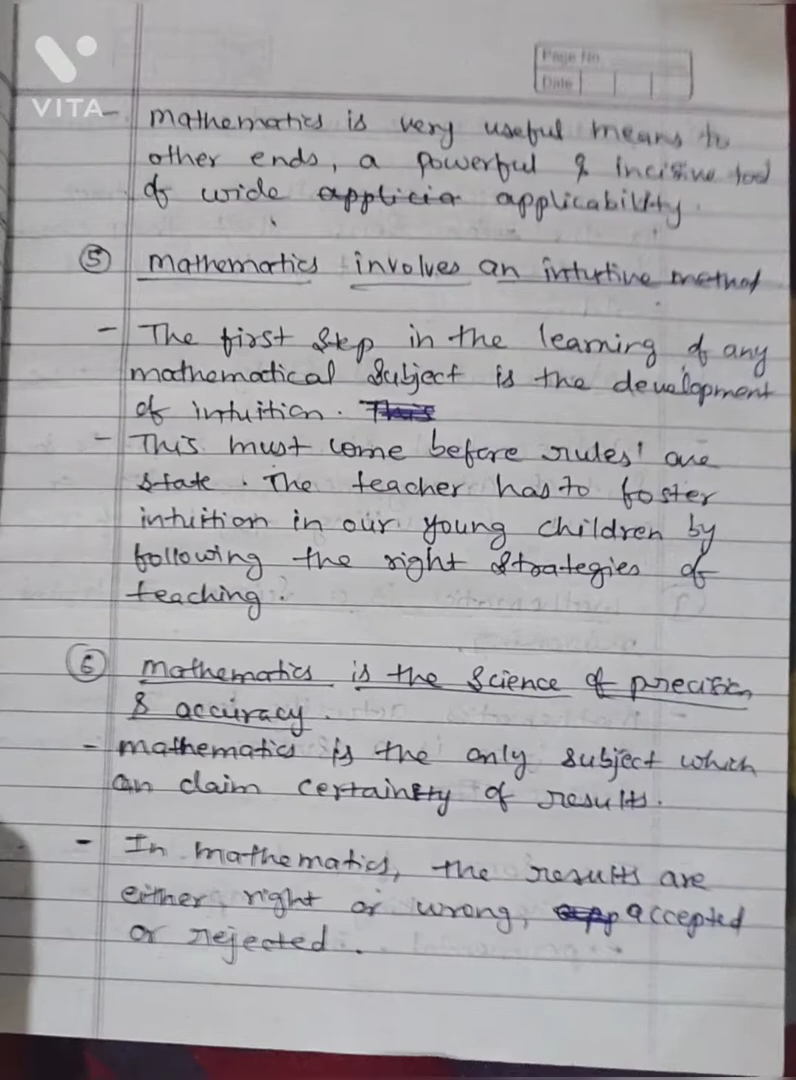 VITA
Page No
Date
- mathematics is very useful means to
other ends, a powerful & incisive tool
of wide applicia applicability.
⑤ mathematics involves an intuitive method
- The first step in the learning of any
mathematical subject is the development
of intuition. This
- This must come before rules' are
state. The teacher has to foster
intuition in our young children by
following the right strategies of
teaching.
⑥ mathematics is the science of precision
& accuracy.
- mathematics is the only subject which
can claim certainty of results.
- In mathematics, the results are
either right or wrong, accepted
or rejected.